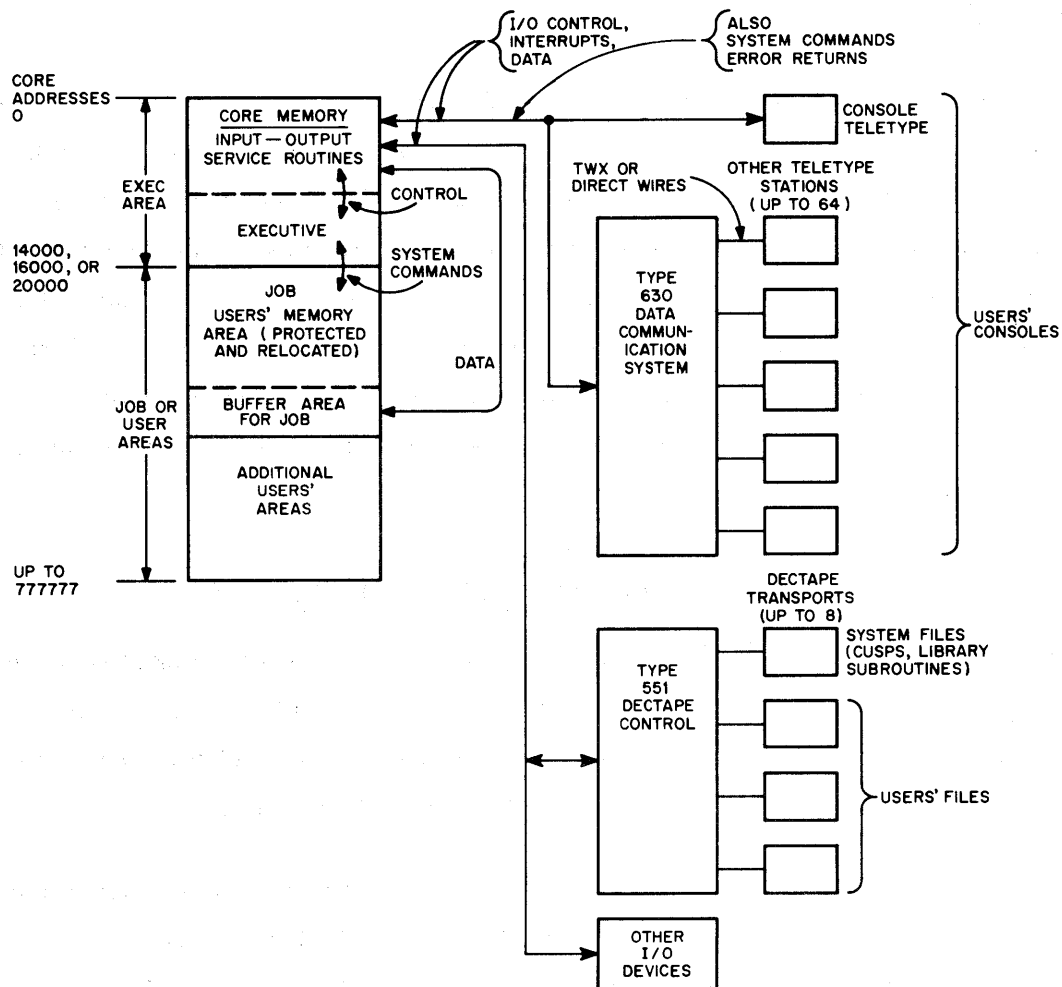 I/O CONTROL,
INTERRUPTS,
DATA
ALSO
SYSTEM COMMANDS
ERROR RETURNS
CORE
ADDRESSES
0
EXEC
AREA
14000,
16000, OR
20000
JOB OR
USER
AREAS
UP TO
777777
CORE MEMORY
INPUT — OUTPUT
SERVICE ROUTINES
CONTROL
EXECUTIVE
SYSTEM
COMMANDS
JOB
USERS' MEMORY
AREA (PROTECTED
AND RELOCATED)
DATA
BUFFER AREA
FOR JOB
ADDITIONAL
USERS'
AREAS
CONSOLE
TELETYPE
TWX OR
DIRECT WIRES
OTHER TELETYPE
STATIONS
(UP TO 64)
TYPE
630
DATA
COMMUN-
ICATION
SYSTEM
USERS'
CONSOLES
DECTAPE
TRANSPORTS
(UP TO 8)
SYSTEM FILES
(CUSPS, LIBRARY
SUBROUTINES)
TYPE
551
DECTAPE
CONTROL
USERS' FILES
OTHER
I/O
DEVICES